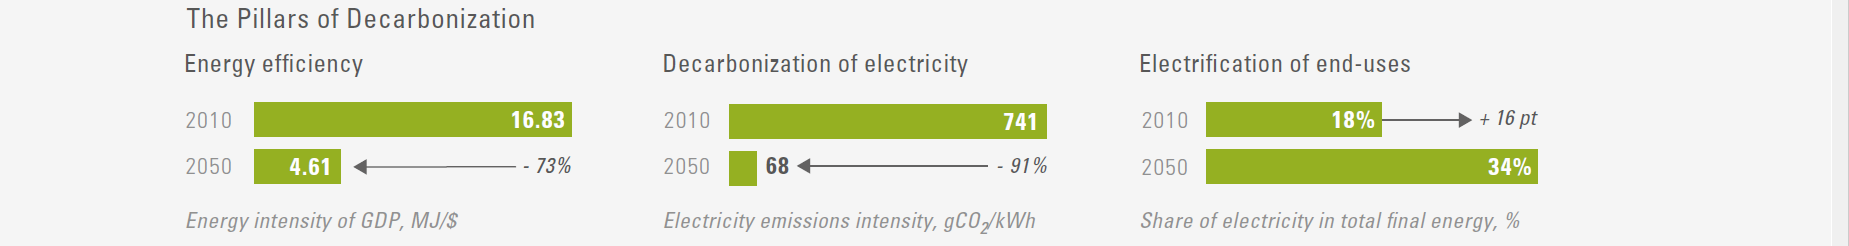 The Pillars of Decarbonization
Energy efficiency
2010 16.83
2050 4.61 - 73%
Energy intensity of GDP, MJ/$
Decarbonization of electricity
2010 741
2050 68 - 91%
Electricity emissions intensity, gCO₂/kWh
Electrification of end-uses
2010 18% + 16 pt
2050 34%
Share of electricity in total final energy, %